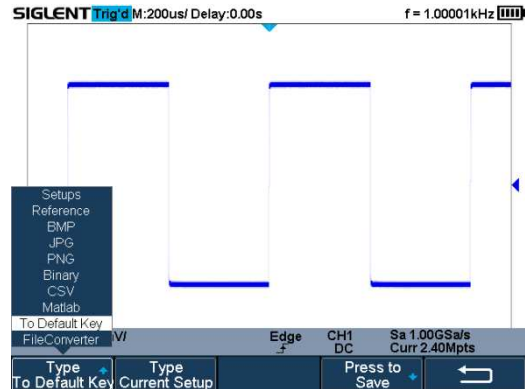 SIGLENT Trig'd M:200us/ Delay:0.00s f = 1.00001kHz
Setups
Reference
BMP
JPG
PNG
Binary
CSV
Matlab
To Default Key
FileConverter V/ Edge CH1 Sa 1.00GSa/s
DC Curr 2.40Mpts
Type Type Press to
To Default Key Current Setup Save